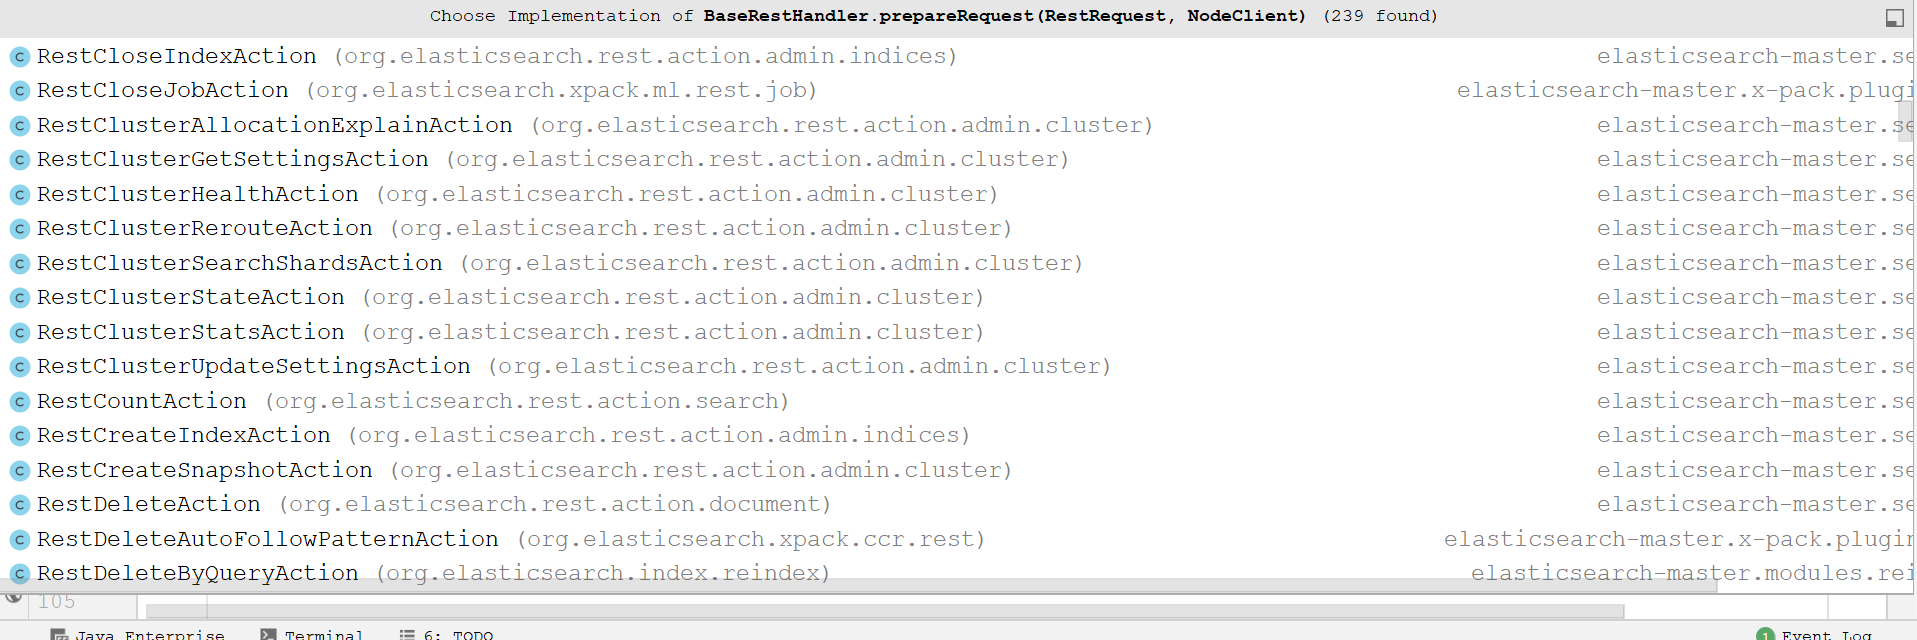 Choose Implementation of BaseRestHandler.prepareRequest(RestRequest, NodeClient) (239 found)
RestCloseIndexAction (org.elasticsearch.rest.action.admin.indices) elasticsearch-master.se
RestCloseJobAction (org.elasticsearch.xpack.ml.rest.job) elasticsearch-master.x-pack.plugi
RestClusterAllocationExplainAction (org.elasticsearch.rest.action.admin.cluster) elasticsearch-master.se
RestClusterGetSettingsAction (org.elasticsearch.rest.action.admin.cluster) elasticsearch-master.se
RestClusterHealthAction (org.elasticsearch.rest.action.admin.cluster) elasticsearch-master.se
RestClusterRerouteAction (org.elasticsearch.rest.action.admin.cluster) elasticsearch-master.se
RestClusterSearchShardsAction (org.elasticsearch.rest.action.admin.cluster) elasticsearch-master.se
RestClusterStateAction (org.elasticsearch.rest.action.admin.cluster) elasticsearch-master.se
RestClusterStatsAction (org.elasticsearch.rest.action.admin.cluster) elasticsearch-master.se
RestClusterUpdateSettingsAction (org.elasticsearch.rest.action.admin.cluster) elasticsearch-master.se
RestCountAction (org.elasticsearch.rest.action.search) elasticsearch-master.se
RestCreateIndexAction (org.elasticsearch.rest.action.admin.indices) elasticsearch-master.se
RestCreateSnapshotAction (org.elasticsearch.rest.action.admin.cluster) elasticsearch-master.se
RestDeleteAction (org.elasticsearch.rest.action.document) elasticsearch-master.se
RestDeleteAutoFollowPatternAction (org.elasticsearch.xpack.ccr.rest) elasticsearch-master.x-pack.plugin
RestDeleteByQueryAction (org.elasticsearch.index.reindex) elasticsearch-master.modules.rei
105
Java Enterprise Terminal 6: TODO 1 Event Log